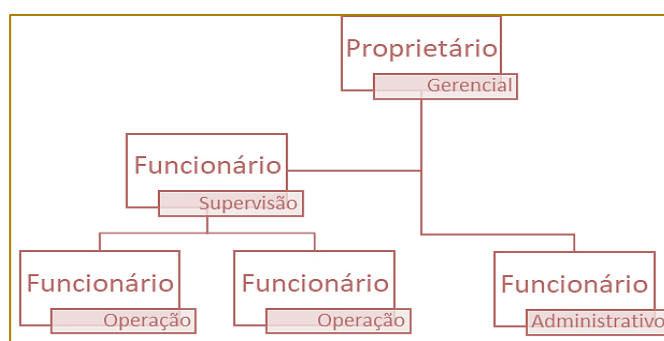 Proprietário
Gerencial
Funcionário
Supervisão
Funcionário
Operação
Funcionário
Operação
Funcionário
Administrativo